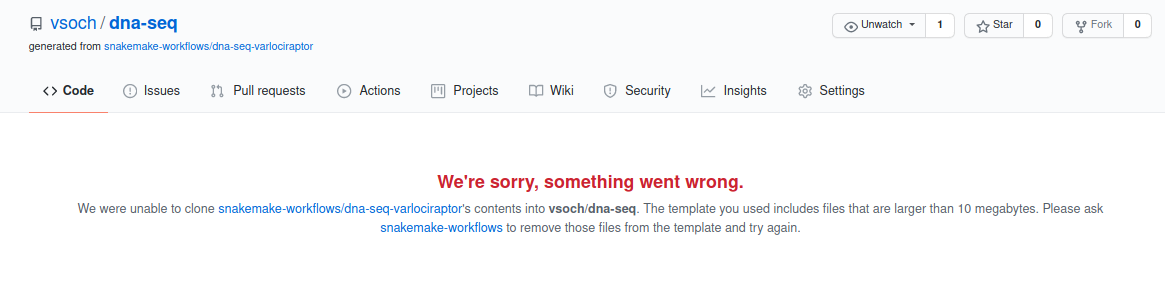 vsoch / dna-seq
Unwatch 1 Star 0 Fork 0
generated from snakemake-workflows/dna-seq-varlociraptor
Code Issues Pull requests Actions Projects Wiki Security Insights Settings
We're sorry, something went wrong.
We were unable to clone snakemake-workflows/dna-seq-varlociraptor's contents into vsoch/dna-seq. The template you used includes files that are larger than 10 megabytes. Please ask
snakemake-workflows to remove those files from the template and try again.